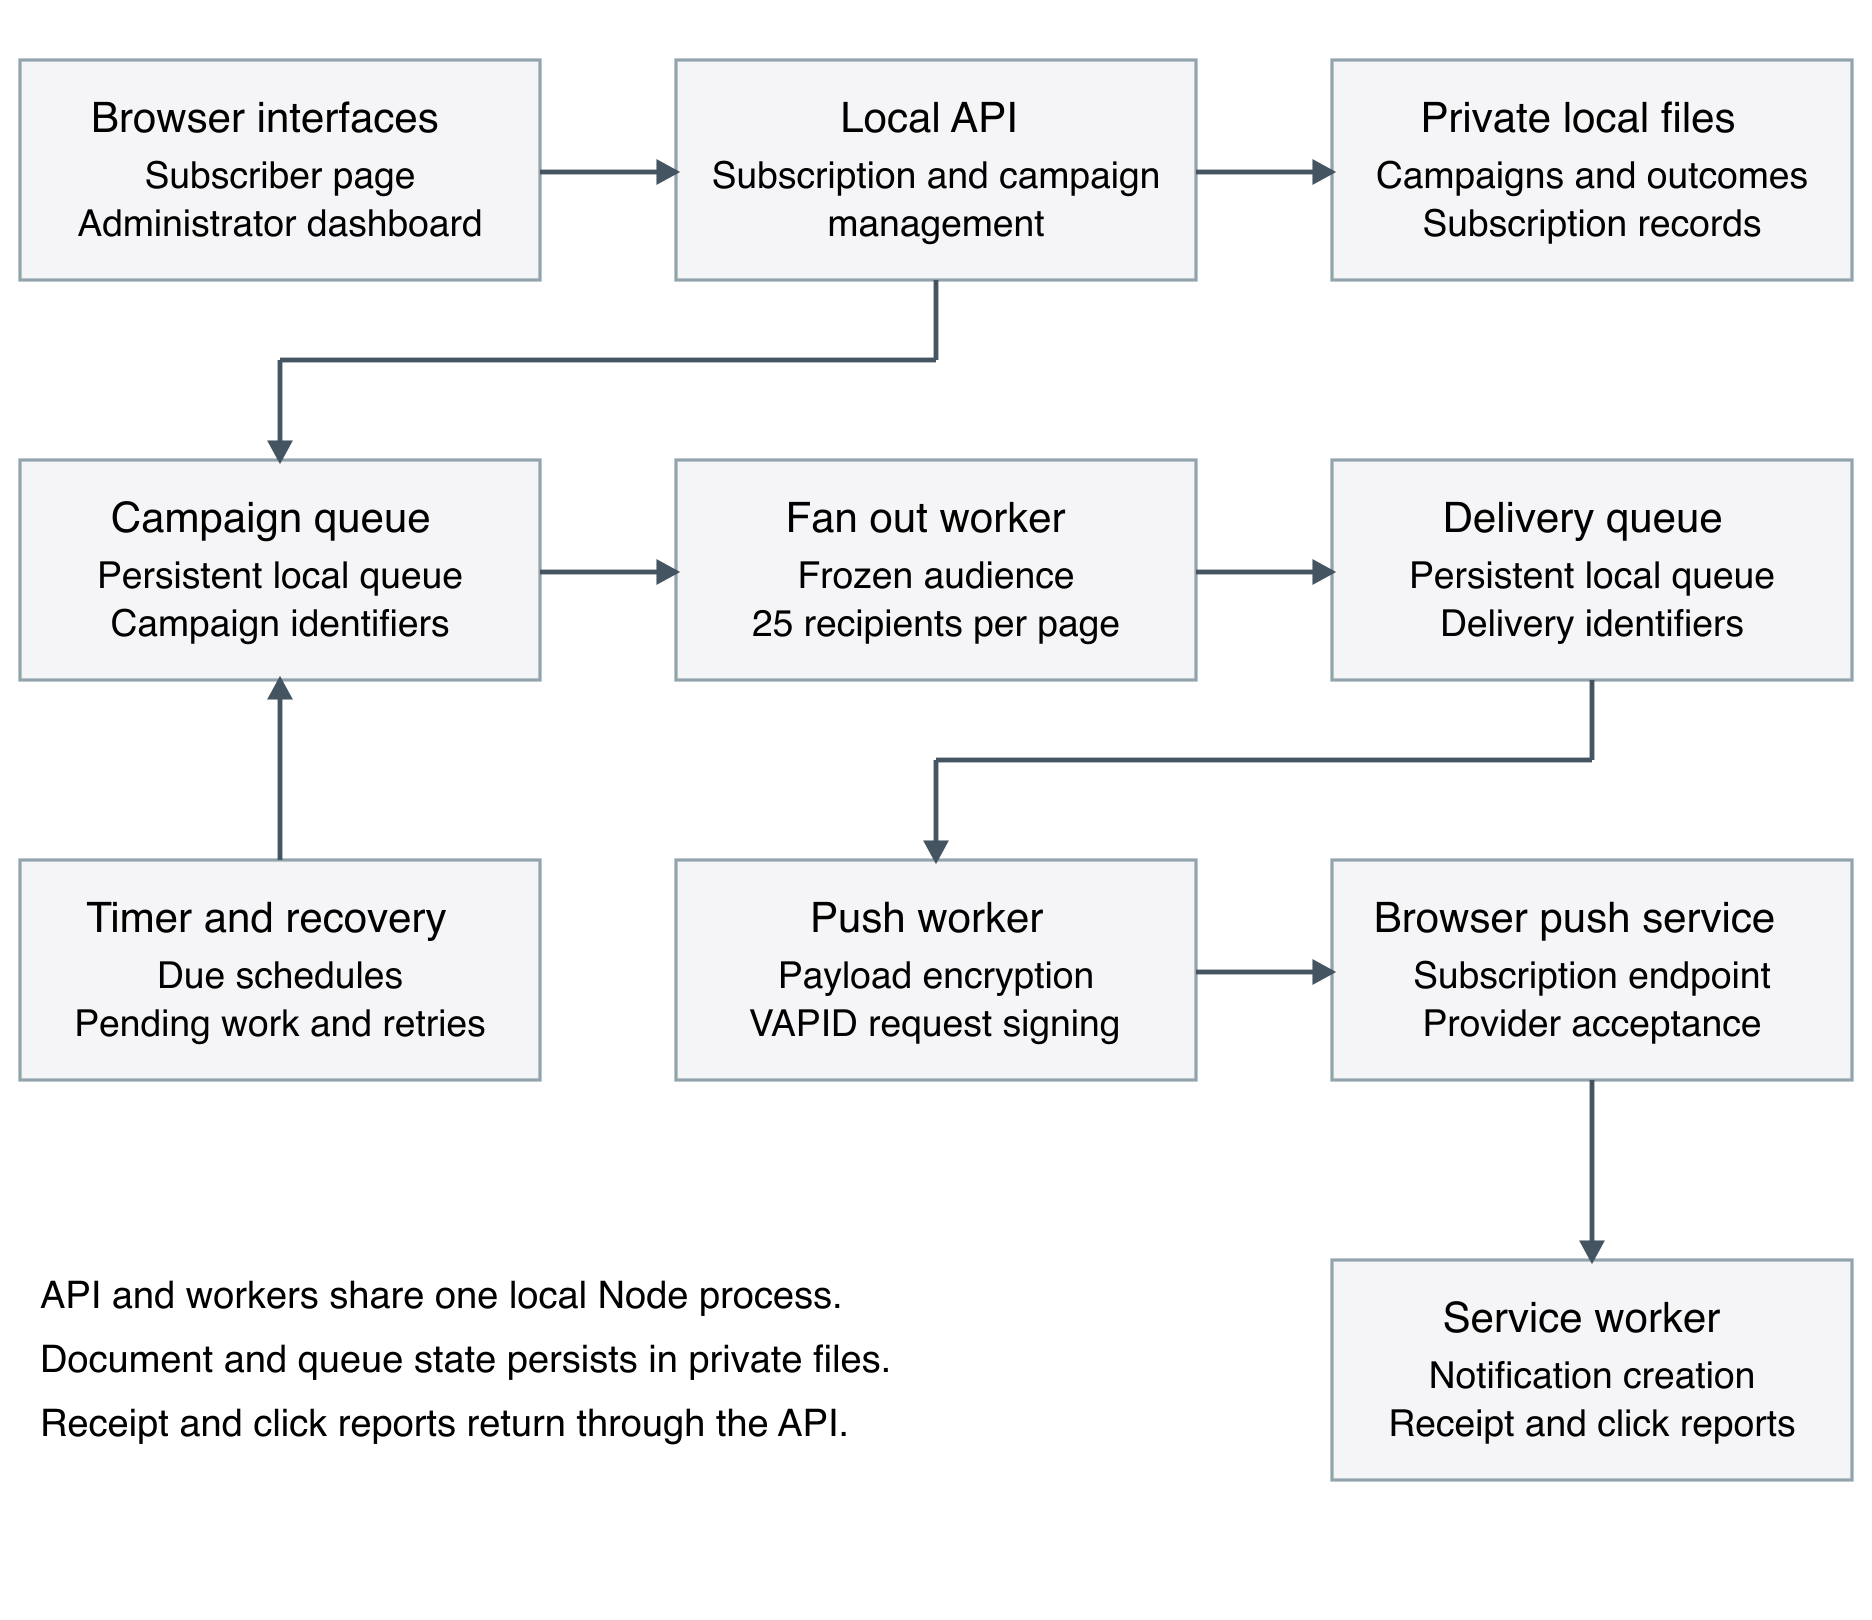 Browser interfaces
Subscriber page
Administrator dashboard
Local API
Subscription and campaign
management
Private local files
Campaigns and outcomes
Subscription records
Campaign queue
Persistent local queue
Campaign identifiers
Fan out worker
Frozen audience
25 recipients per page
Delivery queue
Persistent local queue
Delivery identifiers
Timer and recovery
Due schedules
Pending work and retries
Push worker
Payload encryption
VAPID request signing
Browser push service
Subscription endpoint
Provider acceptance
API and workers share one local Node process.
Document and queue state persists in private files.
Receipt and click reports return through the API.
Service worker
Notification creation
Receipt and click reports